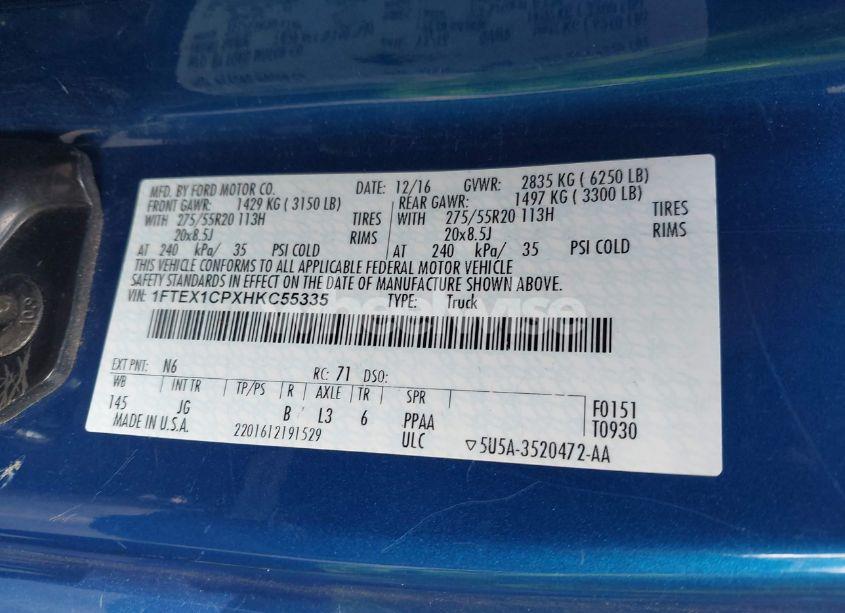 MFD. BY FORD MOTOR CO. DATE: 12/16 GVWR: 2835 KG ( 6250 LB)
FRONT GAWR: 1429 KG ( 3150 LB) REAR GAWR: 1497 KG ( 3300 LB)
WITH 275/55R20 113H TIRES WITH 275/55R20 113H TIRES
20x8.5J RIMS 20x8.5J RIMS
AT 240 kPa/ 35 PSI COLD AT 240 kPa/ 35 PSI COLD
THIS VEHICLE CONFORMS TO ALL APPLICABLE FEDERAL MOTOR VEHICLE
SAFETY STANDARDS IN EFFECT ON THE DATE OF MANUFACTURE SHOWN ABOVE.
VIN: 1FTEX1CPXHKC55335 TYPE: Truck
EXT PNT: N6 RC: 71 DSO:
WB INT TR TP/PS R AXLE TR SPR
145 JG B L3 6 PPAA F0151
MADE IN U.S.A. 2201612191529 ULC ▽5U5A-3520472-AA T0930